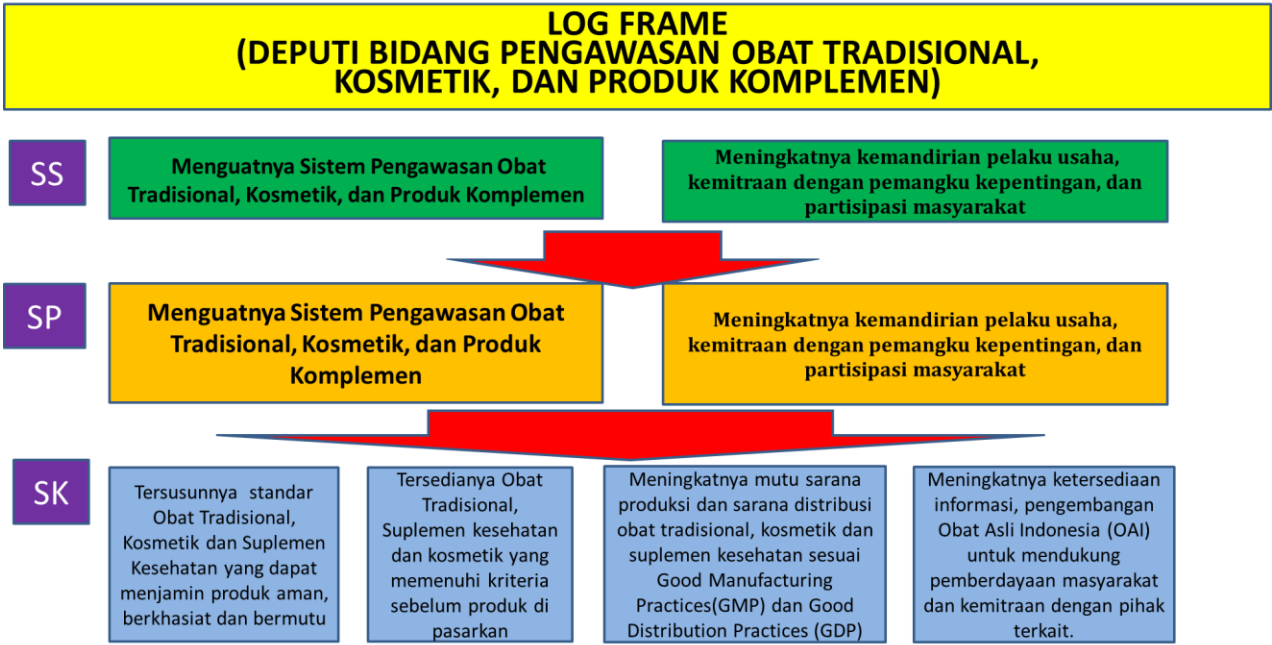 LOG FRAME
(DEPUTI BIDANG PENGAWASAN OBAT TRADISIONAL,
KOSMETIK, DAN PRODUK KOMPLEMEN)
SS
Menguatnya Sistem Pengawasan Obat
Tradisional, Kosmetik, dan Produk Komplemen
Meningkatnya kemandirian pelaku usaha,
kemitraan dengan pemangku kepentingan, dan
partisipasi masyarakat
SP
Menguatnya Sistem Pengawasan Obat
Tradisional, Kosmetik, dan Produk
Komplemen
Meningkatnya kemandirian pelaku usaha,
kemitraan dengan pemangku kepentingan, dan
partisipasi masyarakat
SK
Tersusunnya standar
Obat Tradisional,
Kosmetik dan Suplemen
Kesehatan yang dapat
menjamin produk aman,
berkhasiat dan bermutu
Tersedianya Obat
Tradisional,
Suplemen kesehatan
dan kosmetik yang
memenuhi kriteria
sebelum produk di
pasarkan
Meningkatnya mutu sarana
produksi dan sarana distribusi
obat tradisional, kosmetik dan
suplemen kesehatan sesuai
Good Manufacturing
Practices(GMP) dan Good
Distribution Practices (GDP)
Meningkatnya ketersediaan
informasi, pengembangan
Obat Asli Indonesia (OAI)
untuk mendukung
pemberdayaan masyarakat
dan kemitraan dengan pihak
terkait.